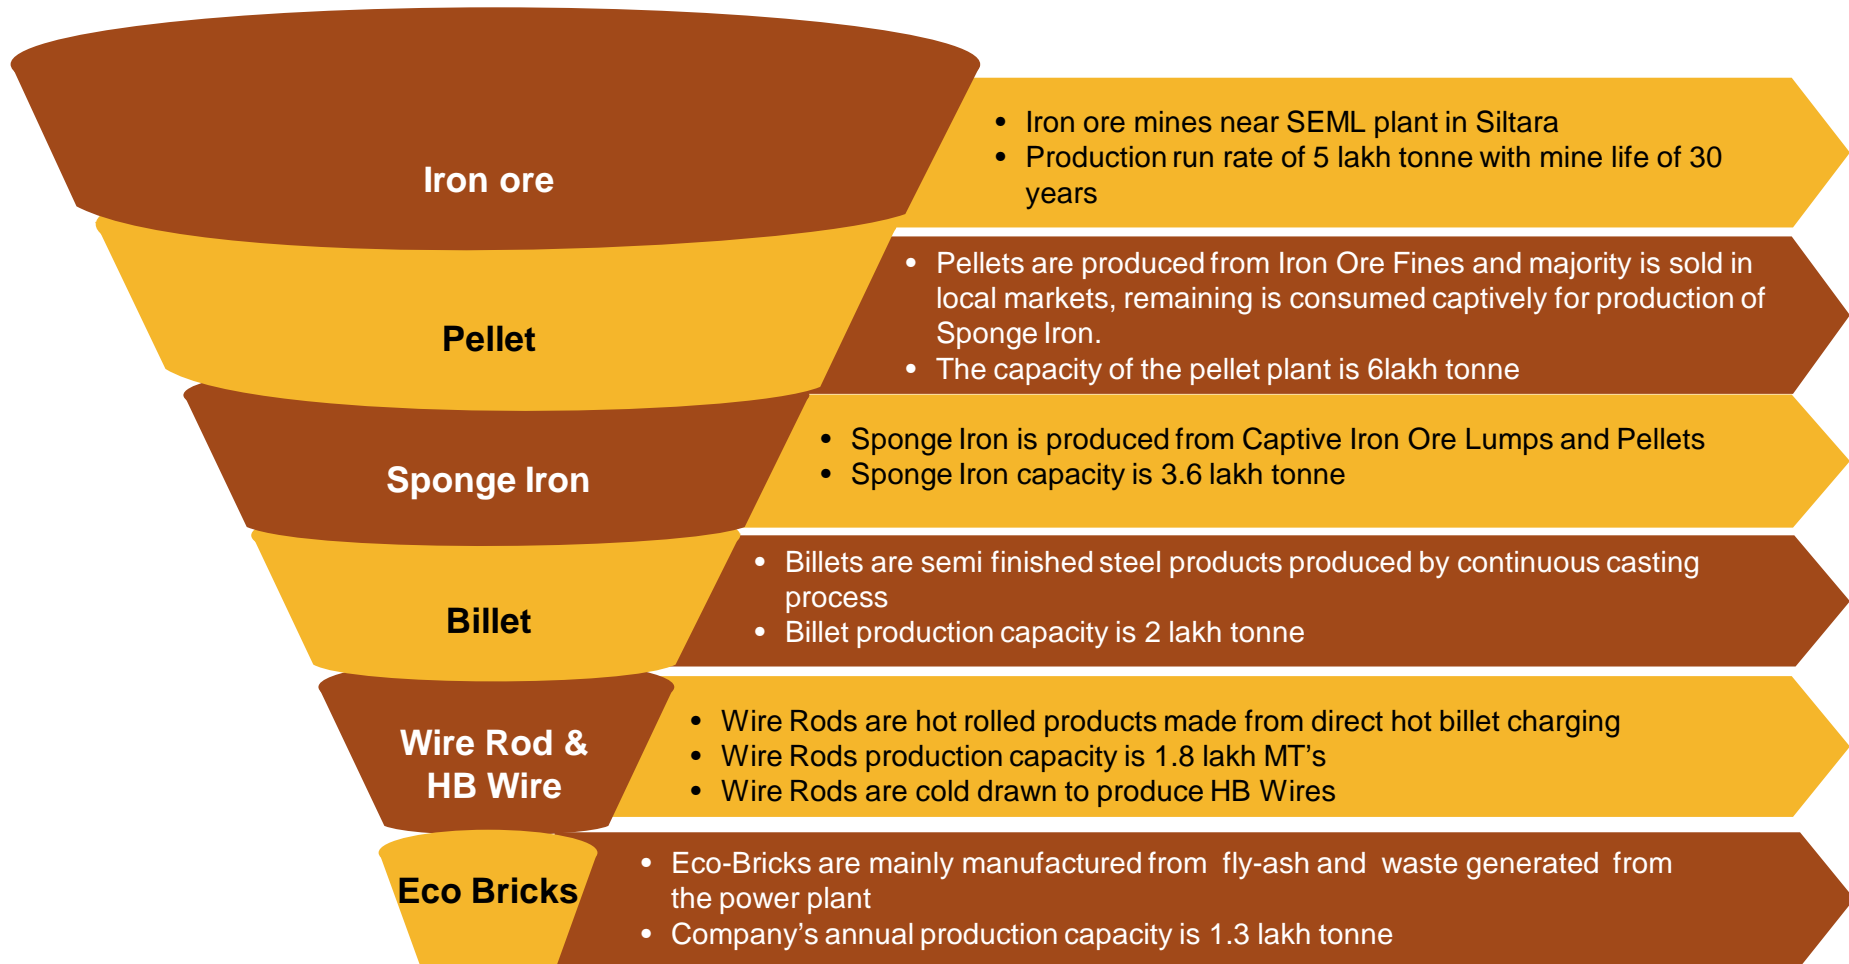 Iron ore
• Iron ore mines near SEML plant in Siltara
• Production run rate of 5 lakh tonne with mine life of 30
years
Pellet
• Pellets are produced from Iron Ore Fines and majority is sold in
local markets, remaining is consumed captively for production of
Sponge Iron.
• The capacity of the pellet plant is 6lakh tonne
Sponge Iron
• Sponge Iron is produced from Captive Iron Ore Lumps and Pellets
• Sponge Iron capacity is 3.6 lakh tonne
Billet
• Billets are semi finished steel products produced by continuous casting
process
• Billet production capacity is 2 lakh tonne
Wire Rod &
HB Wire
• Wire Rods are hot rolled products made from direct hot billet charging
• Wire Rods production capacity is 1.8 lakh MT's
• Wire Rods are cold drawn to produce HB Wires
Eco Bricks
• Eco-Bricks are mainly manufactured from fly-ash and waste generated from
the power plant
• Company's annual production capacity is 1.3 lakh tonne